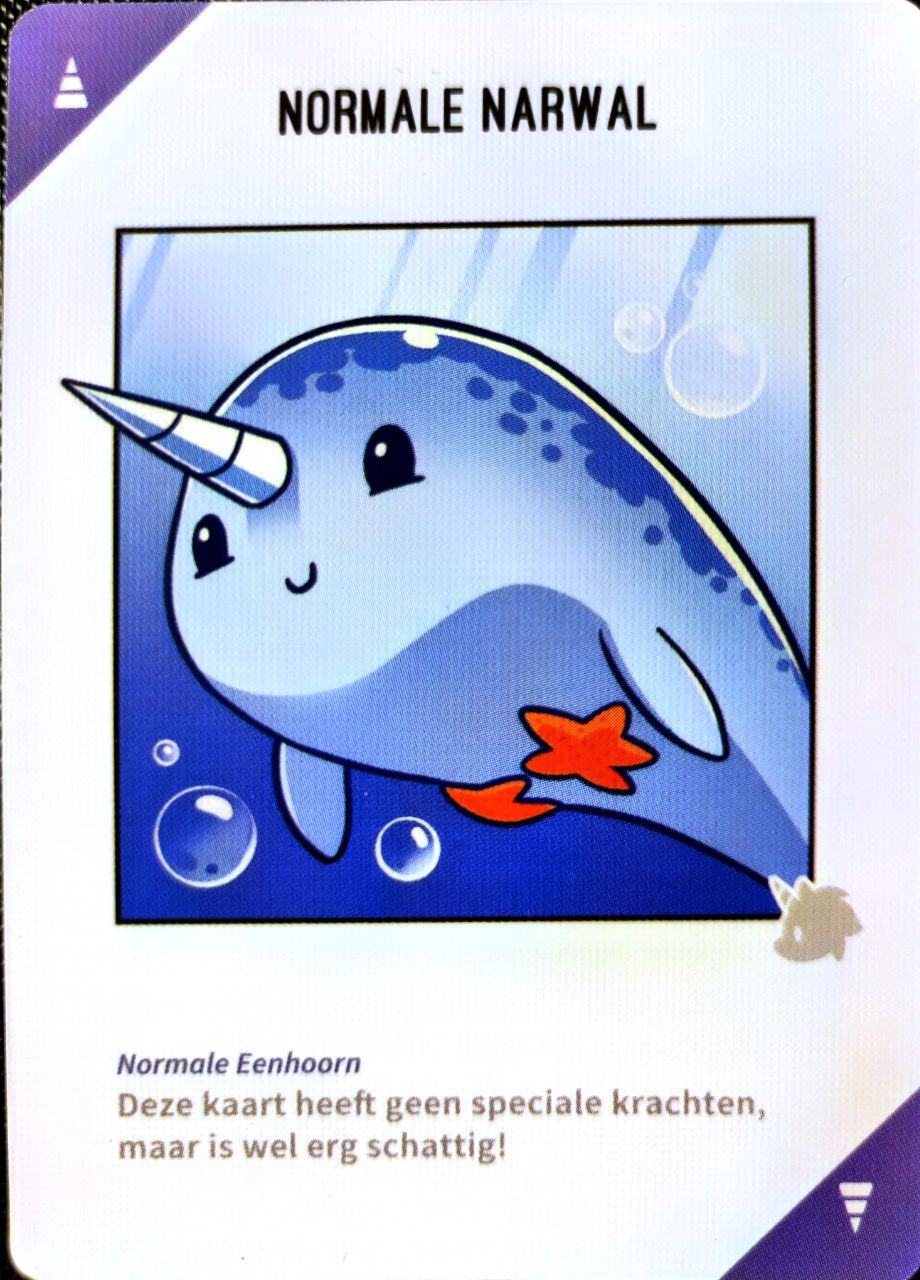 NORMALE NARWAL
Normale Eenhoorn
Deze kaart heeft geen speciale krachten,
maar is wel erg schattig!